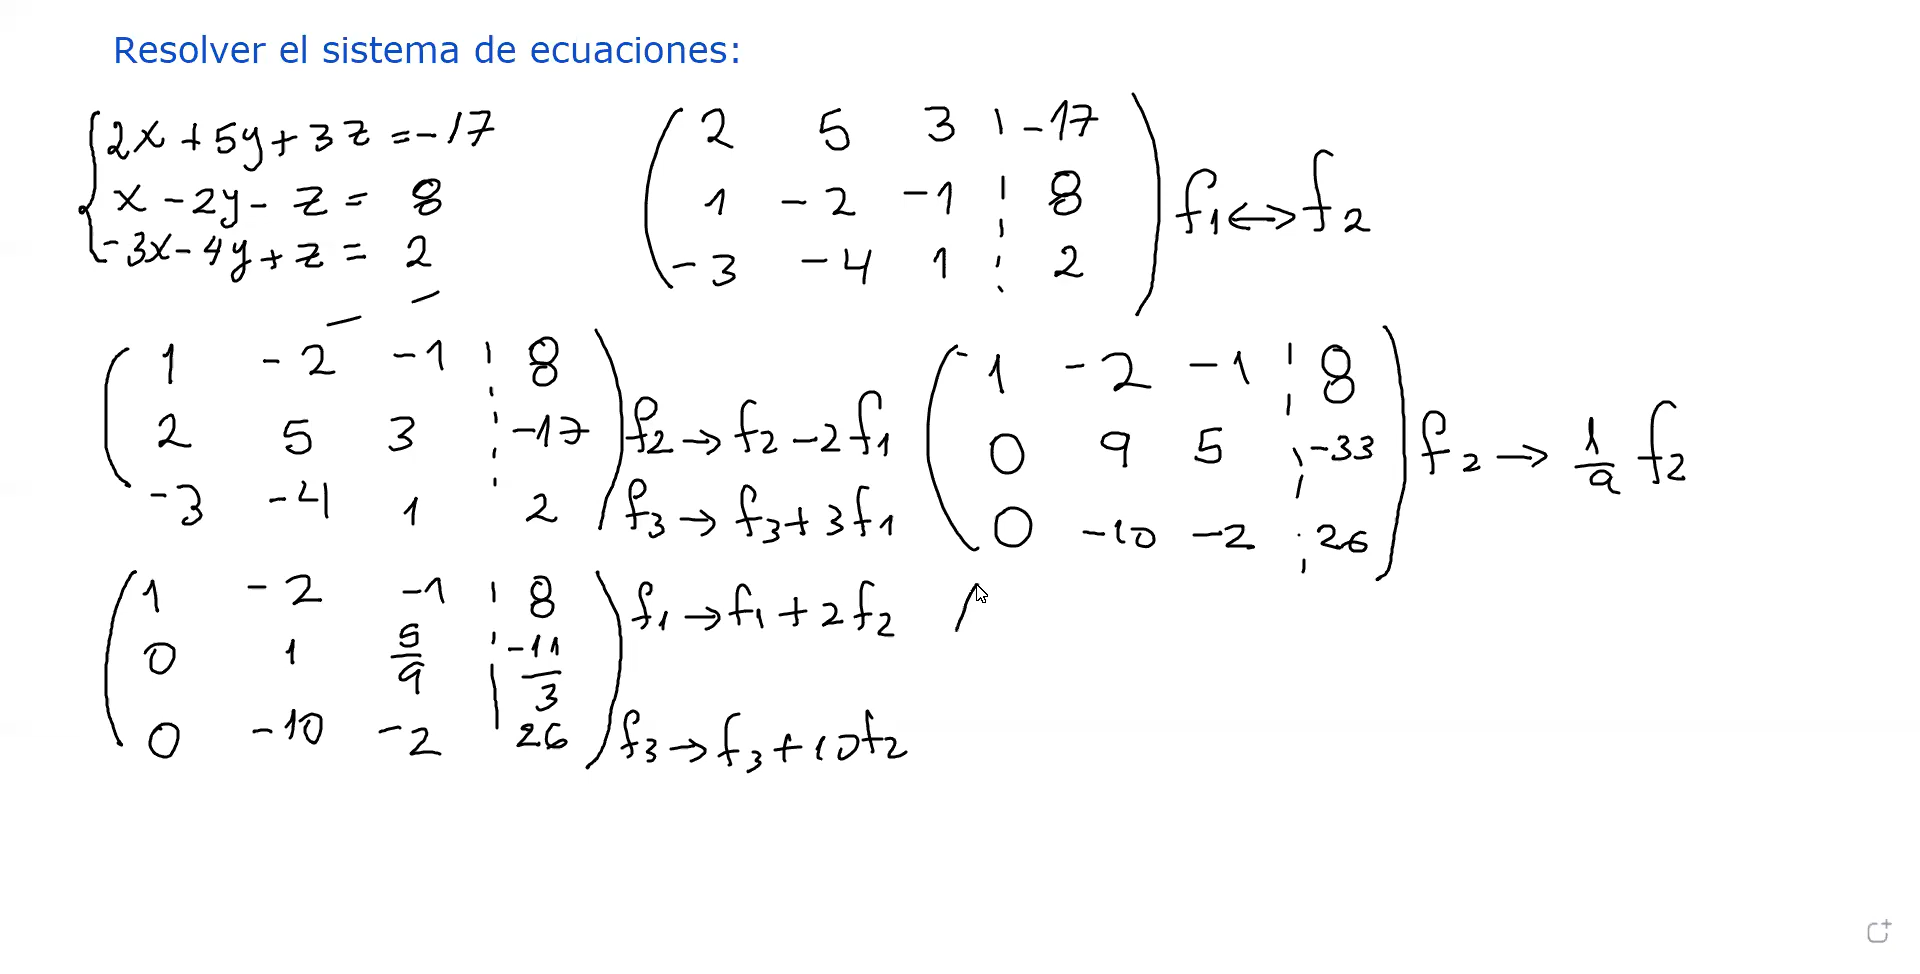 Resolver el sistema de ecuaciones:
2x + 5y + 3z = -17
x - 2y - z = 8
-3x - 4y + z = 2
2 5 3 -17
1 -2 -1 8
-3 -4 1 2
f1 ↔ f2
1 -2 -1 8
2 5 3 -17
-3 -4 1 2
f2 → f2 - 2f1
f3 → f3 + 3f1
1 -2 -1 8
0 9 5 -33
0 -10 -2 26
f2 → 1/9 f2
1 -2 -1 8
0 1 5/9 -11/3
0 -10 -2 26
f1 → f1 + 2f2
f3 → f3 + 10f2